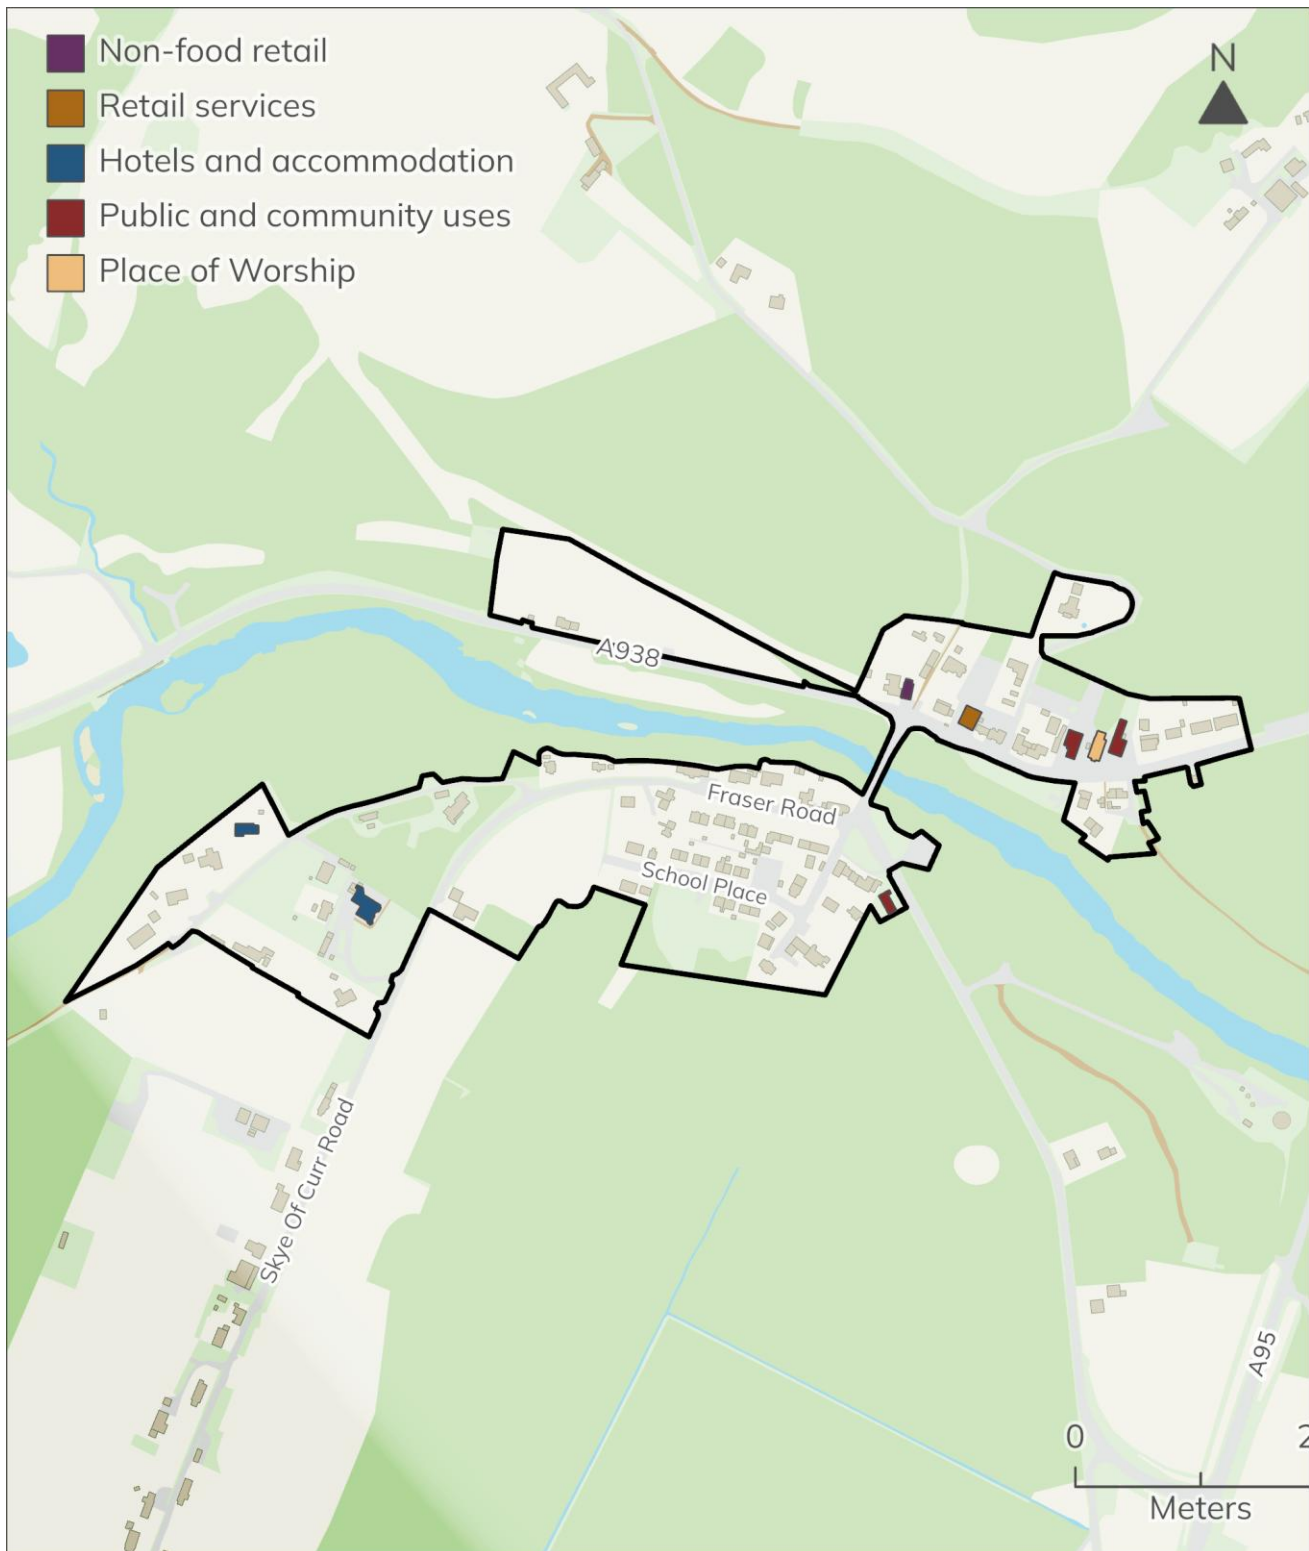 Non-food retail
Retail services
Hotels and accommodation
Public and community uses
Place of Worship
N
A938
Fraser Road
School Place
Skye Of Curr Road
A95
0
2
Meters